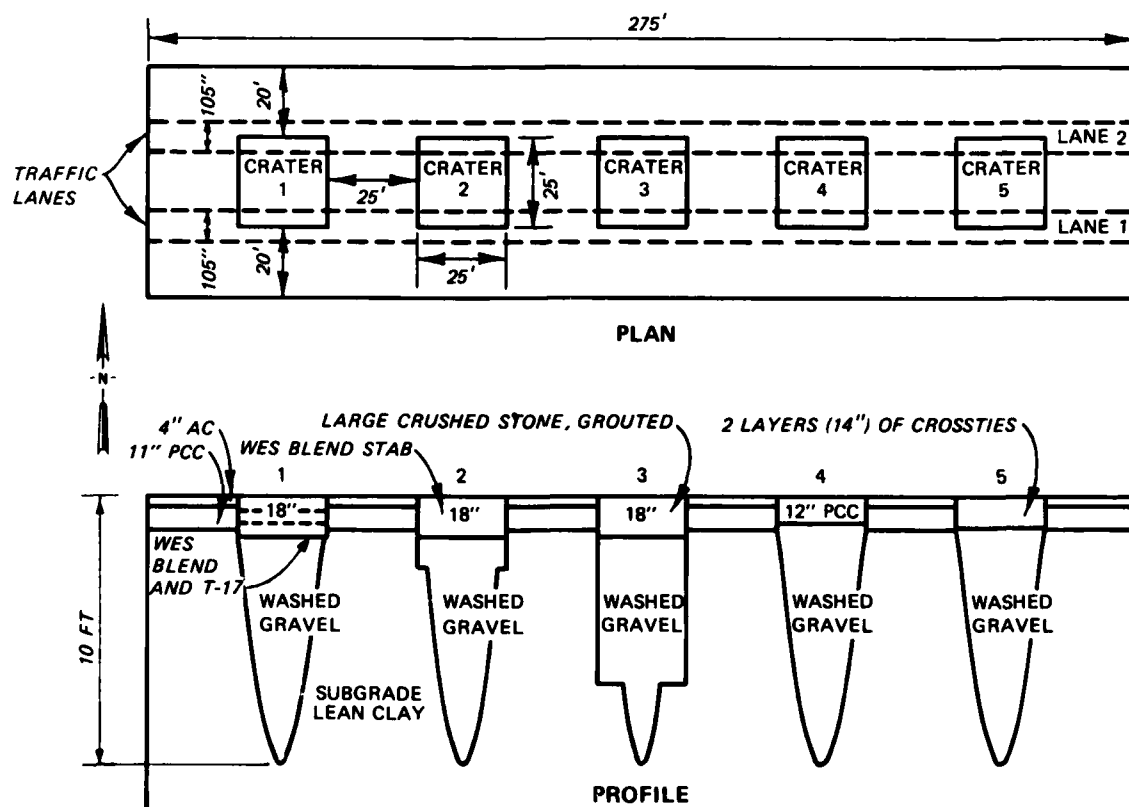 275'
105"
20'
LANE 2
TRAFFIC
LANES
CRATER
1
25'
CRATER
2
25'
CRATER
3
CRATER
4
CRATER
5
LANE 1
105"
20'
25'
PLAN
-N-
4" AC
11" PCC
LARGE CRUSHED STONE, GROUTED
WES BLEND STAB
2 LAYERS (14") OF CROSSTIES
1
2
3
4
5
18"
18"
18"
12" PCC
WES
BLEND
AND T-17
WASHED
GRAVEL
WASHED
GRAVEL
WASHED
GRAVEL
WASHED
GRAVEL
WASHED
GRAVEL
10 FT
SUBGRADE
LEAN CLAY
PROFILE